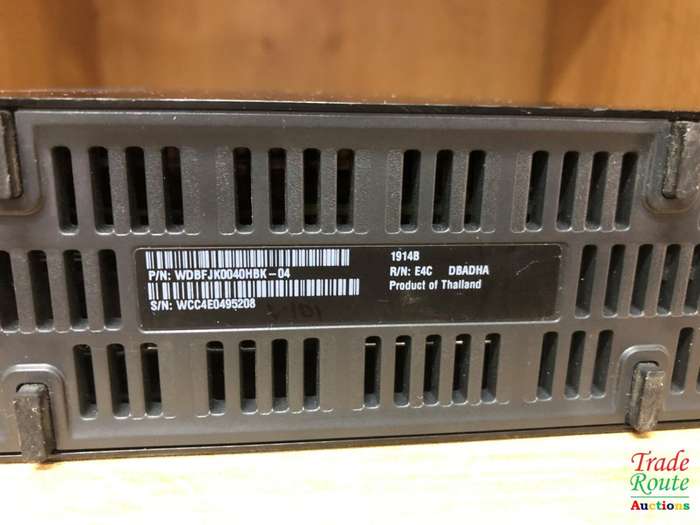 P/N: WDBFJK0040HBK-04
S/N: WCC4E0495208
1914B
R/N: E4C DBADHA
Product of Thailand
Trade
Route
Auctions